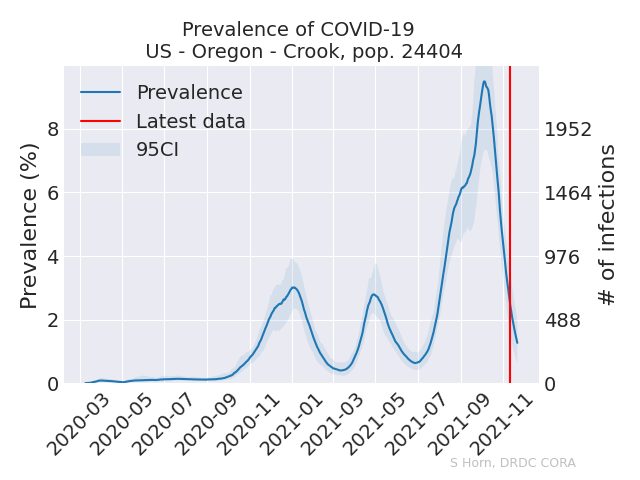 Prevalence of COVID-19
US - Oregon - Crook, pop. 24404
Prevalence
Latest data
95CI
Prevalence (%)
8
6
4
2
0
1952
1464
976
488
0
# of infections
2020-03
2020-05
2020-07
2020-09
2020-11
2021-01
2021-03
2021-05
2021-07
2021-09
2021-11
S Horn, DRDC CORA